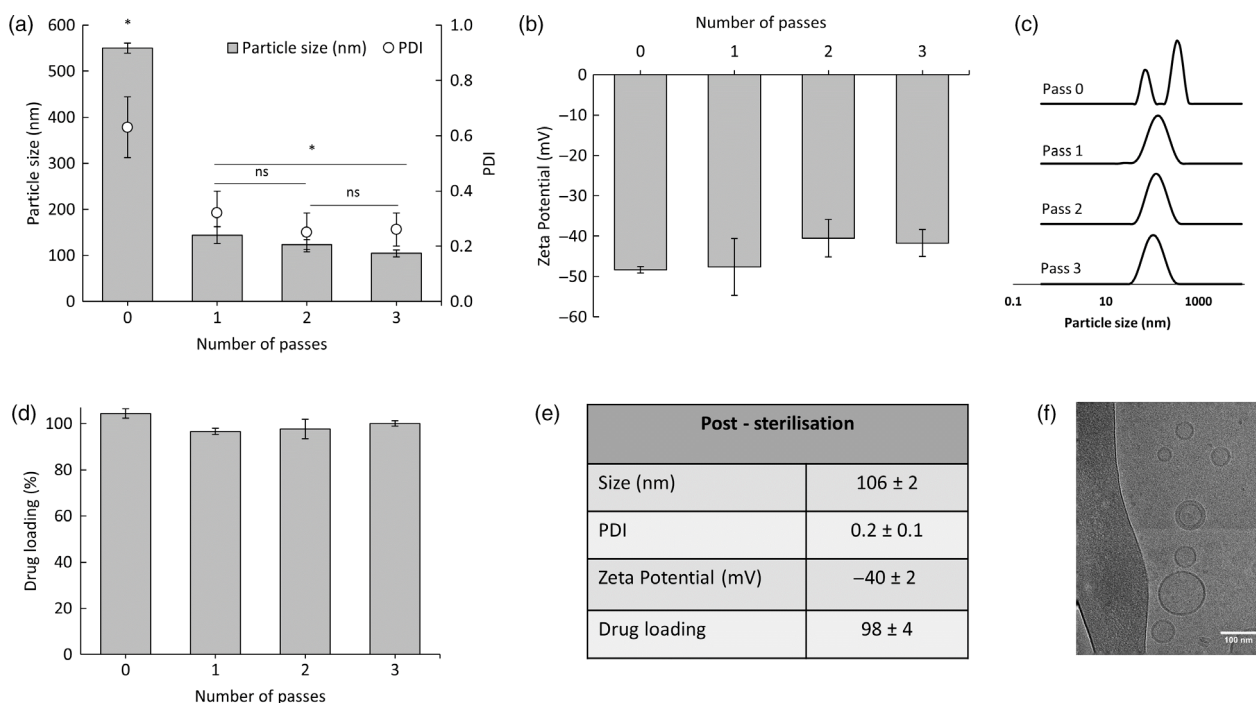 (a)
*
600
500
400
300
200
100
0
Particle size (nm)
Particle size (nm) PDI
1.0
0.8
0.6
0.4
0.2
0.0
PDI
*
ns
ns
0 1 2 3
Number of passes
(b)
Number of passes
0 1 2 3
0
–10
–20
–30
–40
–50
–60
Zeta Potential (mV)
(c)
Pass 0
Pass 1
Pass 2
Pass 3
0.1 10 1000
Particle size (nm)
(d)
100
80
60
40
20
0
Drug loading (%)
0 1 2 3
Number of passes
(e)
Post - sterilisation
Size (nm) 106 ± 2
PDI 0.2 ± 0.1
Zeta Potential (mV) –40 ± 2
Drug loading 98 ± 4
(f)
100 nm